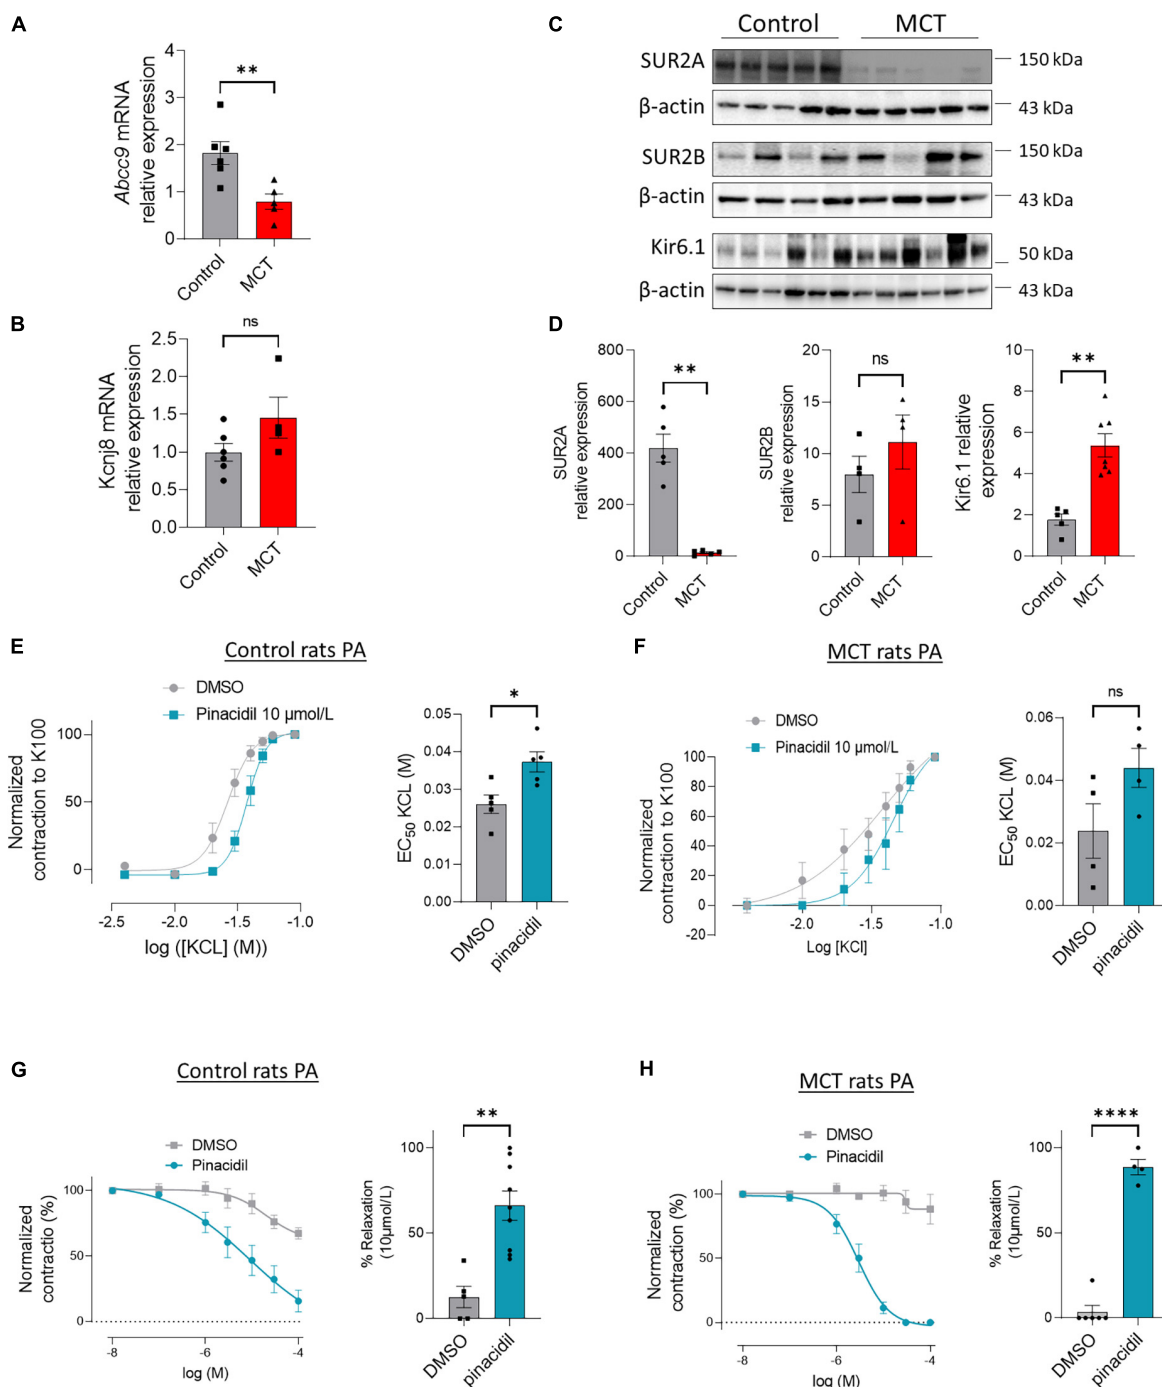 A
Abcc9 mRNA
relative expression
4
3
2
1
0
**
Control
MCT
B
Kcnj8 mRNA
relative expression
2.5
2.0
1.5
1.0
0.5
0.0
ns
Control
MCT
C
Control MCT
SUR2A 150 kDa
β-actin 43 kDa
SUR2B 150 kDa
β-actin 43 kDa
Kir6.1 50 kDa
β-actin 43 kDa
D
SUR2A
relative expression
800
600
400
200
0
**
Control
MCT
SUR2B
relative expression
20
15
10
5
0
ns
Control
MCT
Kir6.1 relative
expression
10
8
6
4
2
0
**
Control
MCT
E
Control rats PA
DMSO
Pinacidil 10 µmol/L
Normalized
contraction to K100
100
50
0
-2.5 -2.0 -1.5 -1.0
log ([KCL] (M))
EC50 KCL (M)
0.05
0.04
0.03
0.02
0.01
0.00
*
DMSO
pinacidil
F
MCT rats PA
DMSO
Pinacidil 10 µmol/L
Normalized
contraction to K100
100
80
60
40
20
0
-20
-2.0 -1.5 -1.0
Log [KCl]
EC50 KCL (M)
0.06
0.04
0.02
0.00
ns
DMSO
pinacidil
G
Control rats PA
DMSO
Pinacidil
Normalized
contractio (%)
100
50
0
-8 -6 -4
log (M)
% Relaxation
(10µmol/L)
100
50
0
**
DMSO
pinacidil
H
MCT rats PA
DMSO
Pinacidil
Normalized
contraction (%)
100
50
0
-8 -6 -4
log (M)
% Relaxation
(10µmol/L)
100
50
0
****
DMSO
pinacidil